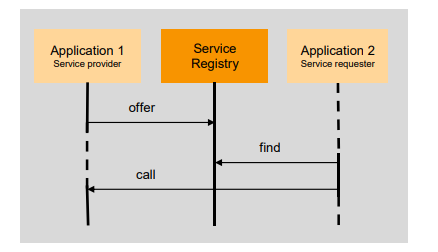 Application 1
Service provider
Service
Registry
Application 2
Service requester
offer
find
call